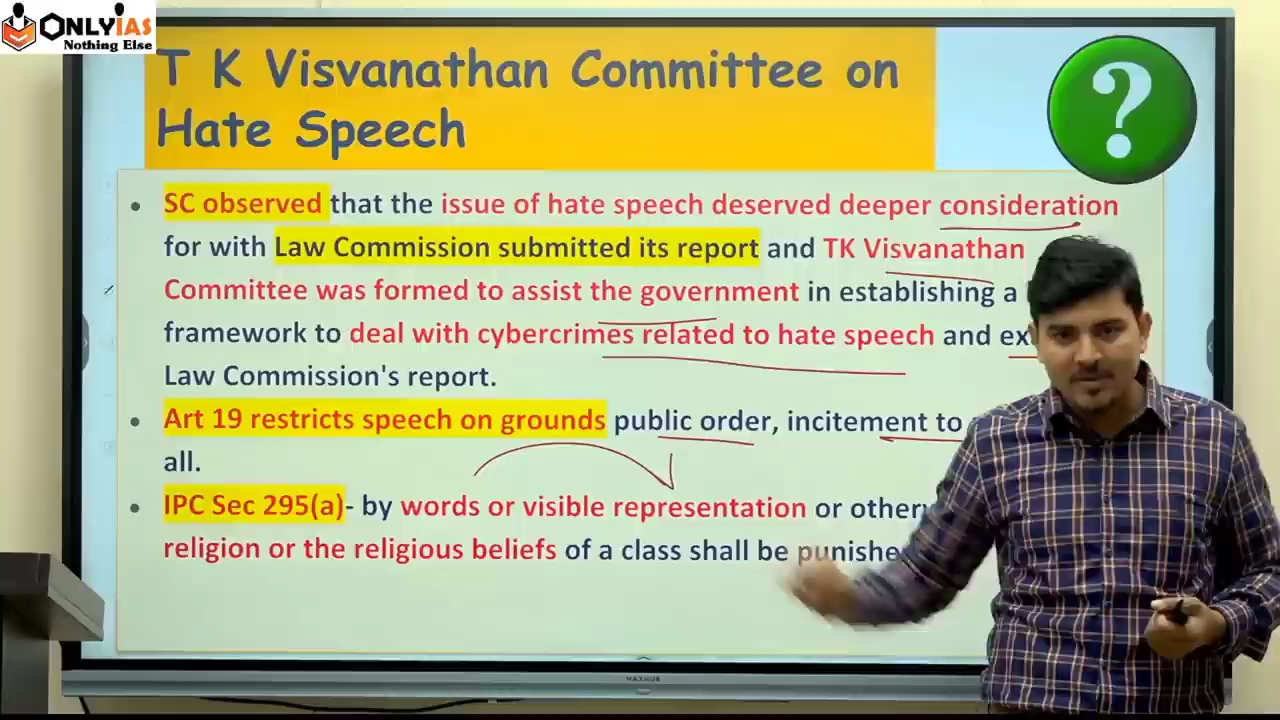 ONLYIAS
Nothing Else
T K Visvanathan Committee on
Hate Speech
SC observed that the issue of hate speech deserved deeper consideration
for with Law Commission submitted its report and TK Visvanathan
Committee was formed to assist the government in establishing a
framework to deal with cybercrimes related to hate speech and
Law Commission's report.
Art 19 restricts speech on grounds public order, incitement to
all.
IPC Sec 295(a)- by words or visible representation or
religion or the religious beliefs of a class shall be
?
MAXHUB